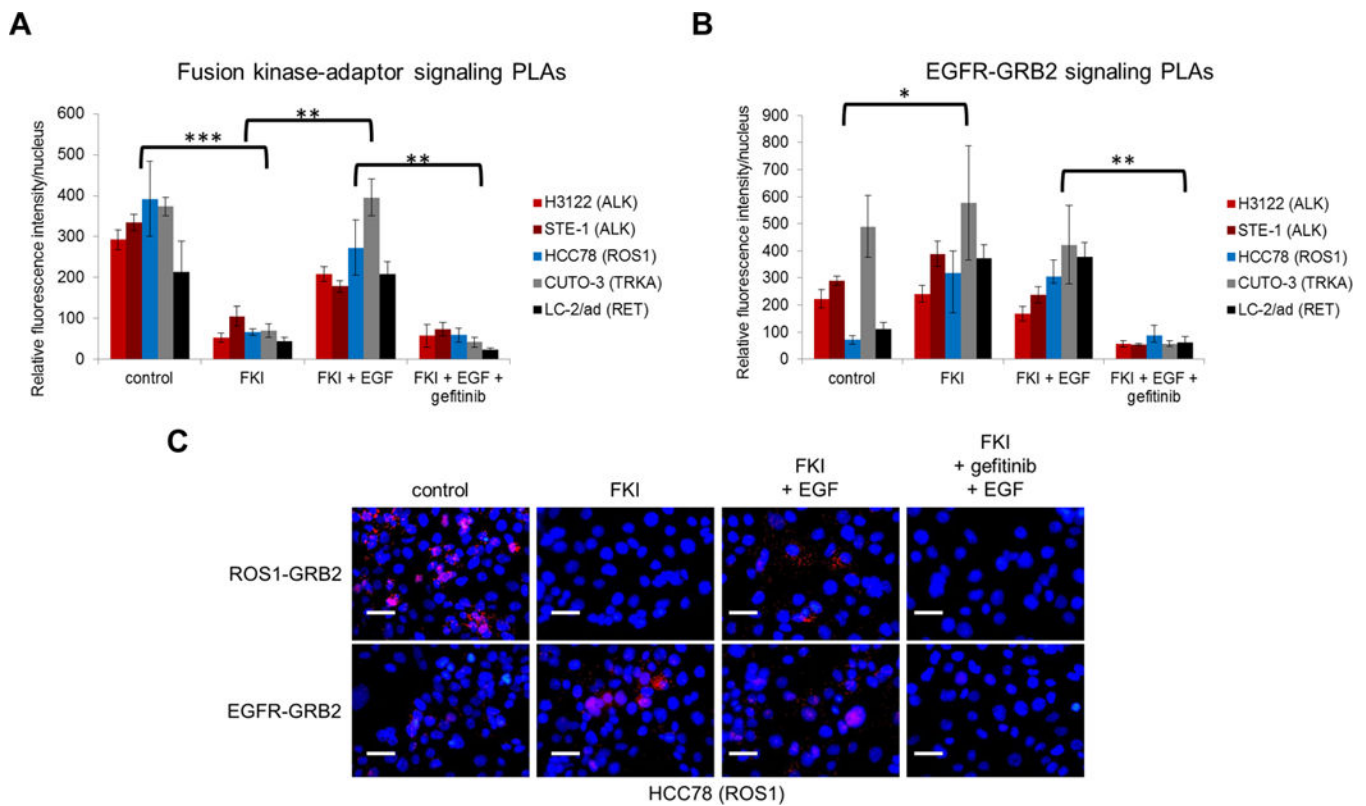 A
Fusion kinase-adaptor signaling PLAs
Relative fluorescence intensity/nucleus
600
500
400
300
200
100
0
***
**
**
control
FKI
FKI + EGF
FKI + EGF +
gefitinib
H3122 (ALK)
STE-1 (ALK)
HCC78 (ROS1)
CUTO-3 (TRKA)
LC-2/ad (RET)
B
EGFR-GRB2 signaling PLAs
Relative fluorescence intensity/nucleus
900
800
700
600
500
400
300
200
100
0
*
**
control
FKI
FKI + EGF
FKI + EGF +
gefitinib
H3122 (ALK)
STE-1 (ALK)
HCC78 (ROS1)
CUTO-3 (TRKA)
LC-2/ad (RET)
C
control
FKI
FKI
+ EGF
FKI
+ gefitinib
+ EGF
ROS1-GRB2
EGFR-GRB2
HCC78 (ROS1)